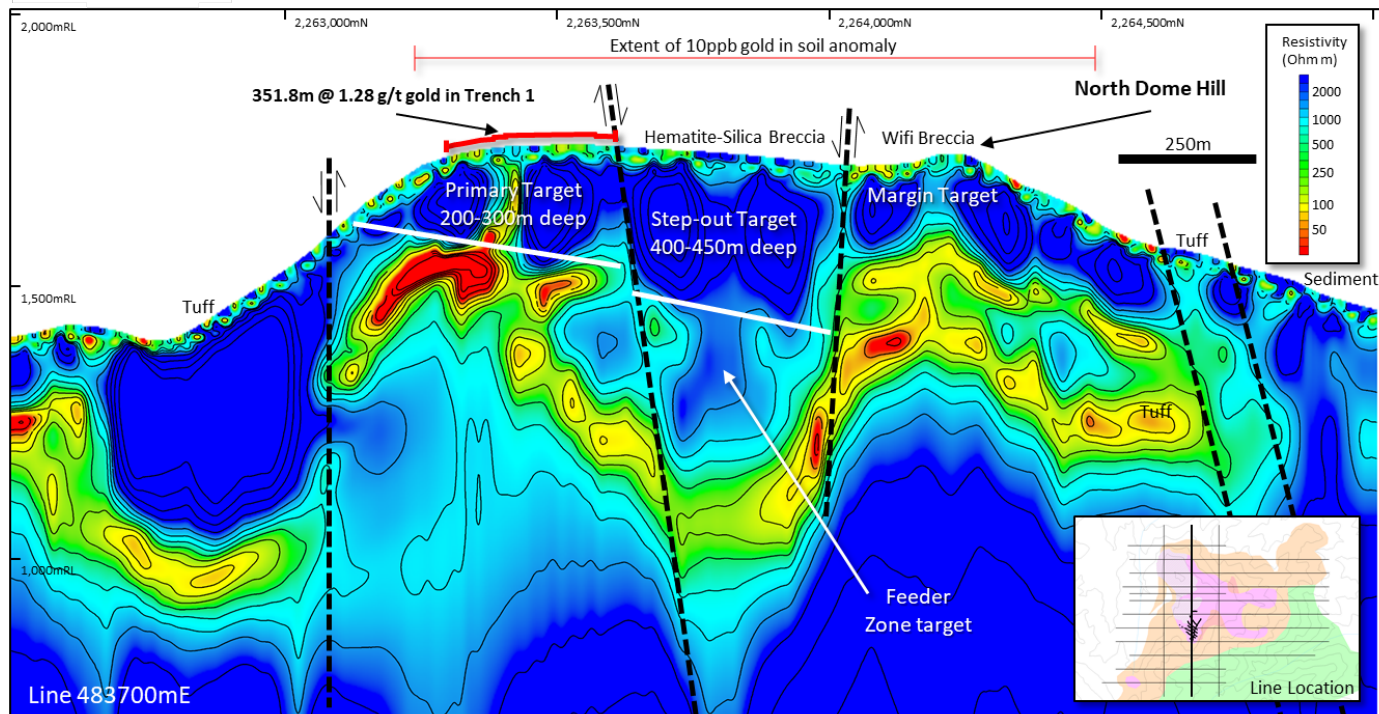 2,000mRL
2,263,000mN
2,263,500mN
2,264,000mN
2,264,500mN
Extent of 10ppb gold in soil anomaly
Resistivity
(Ohm m)
2000
1000
500
250
100
50
351.8m @ 1.28 g/t gold in Trench 1
North Dome Hill
Hematite-Silica Breccia
Wifi Breccia
250m
Primary Target
200-300m deep
Step-out Target
400-450m deep
Margin Target
Tuff
Sediment
1,500mRL
Tuff
Tuff
1,000mRL
Feeder
Zone target
Line 483700mE
Line Location